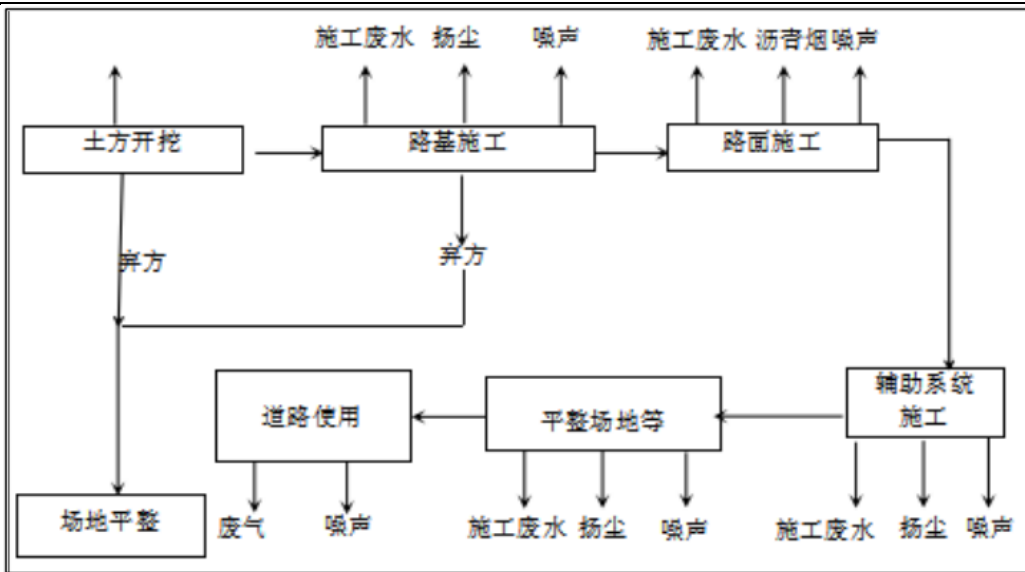 施工废水 扬尘 噪声 施工废水 沥青烟 噪声
土方开挖 路基施工 路面施工
弃方 弃方
辅助系统
施工
道路使用 平整场地等
场地平整 废气 噪声 施工废水 扬尘 噪声 施工废水 扬尘 噪声